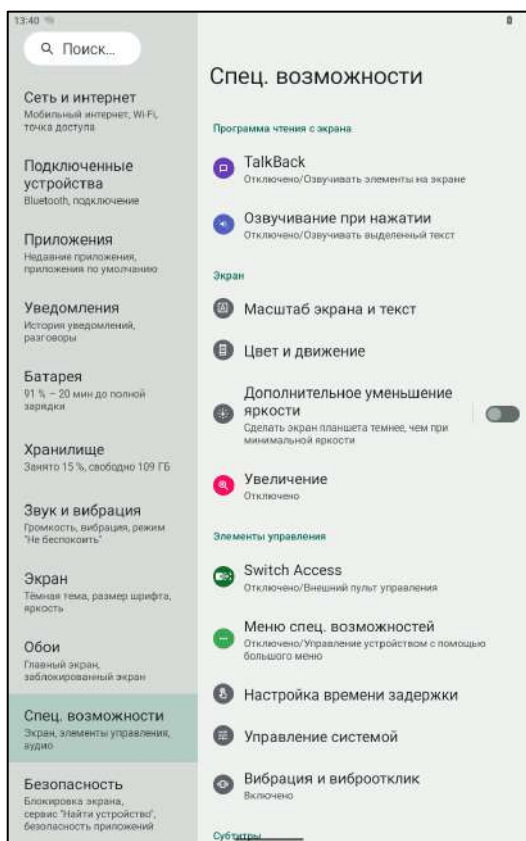 13:40
Поиск...
Сеть и интернет
Мобильный интернет, Wi-Fi,
точка доступа
Подключенные
устройства
Bluetooth, подключение
Приложения
Недавние приложения,
приложения по умолчанию
Уведомления
История уведомлений,
разговоры
Батарея
91 % – 20 мин до полной
зарядки
Хранилище
Занято 15 %, свободно 109 ГБ
Звук и вибрация
Громкость, вибрация, режим
"Не беспокоить"
Экран
Тёмная тема, размер шрифта,
яркость
Обои
Главный экран,
заблокированный экран
Спец. возможности
Экран, элементы управления,
аудио
Безопасность
Блокировка экрана,
сервис "Найти устройство",
безопасность приложений
Спец. возможности
Программа чтения с экрана
TalkBack
Отключено/Озвучивать элементы на экране
Озвучивание при нажатии
Отключено/Озвучивать выделенный текст
Экран
Масштаб экрана и текст
Цвет и движение
Дополнительное уменьшение
яркости
Сделать экран планшета темнее, чем при
минимальной яркости
Увеличение
Отключено
Элементы управления
Switch Access
Отключено/Внешний пульт управления
Меню спец. возможностей
Отключено/Управление устройством с помощью
большого меню
Настройка времени задержки
Управление системой
Вибрация и виброотклик
Включено
Субтитры